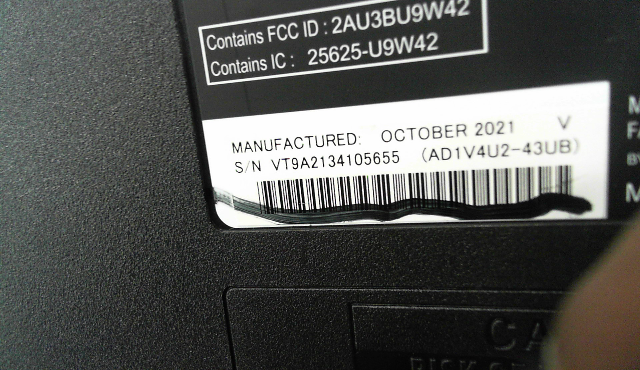 Contains FCC ID : 2AU3BU9W42
Contains IC : 25625-U9W42
MANUFACTURED: OCTOBER 2021 V
S/N VT9A2134105655 (AD1V4U2-43UB)